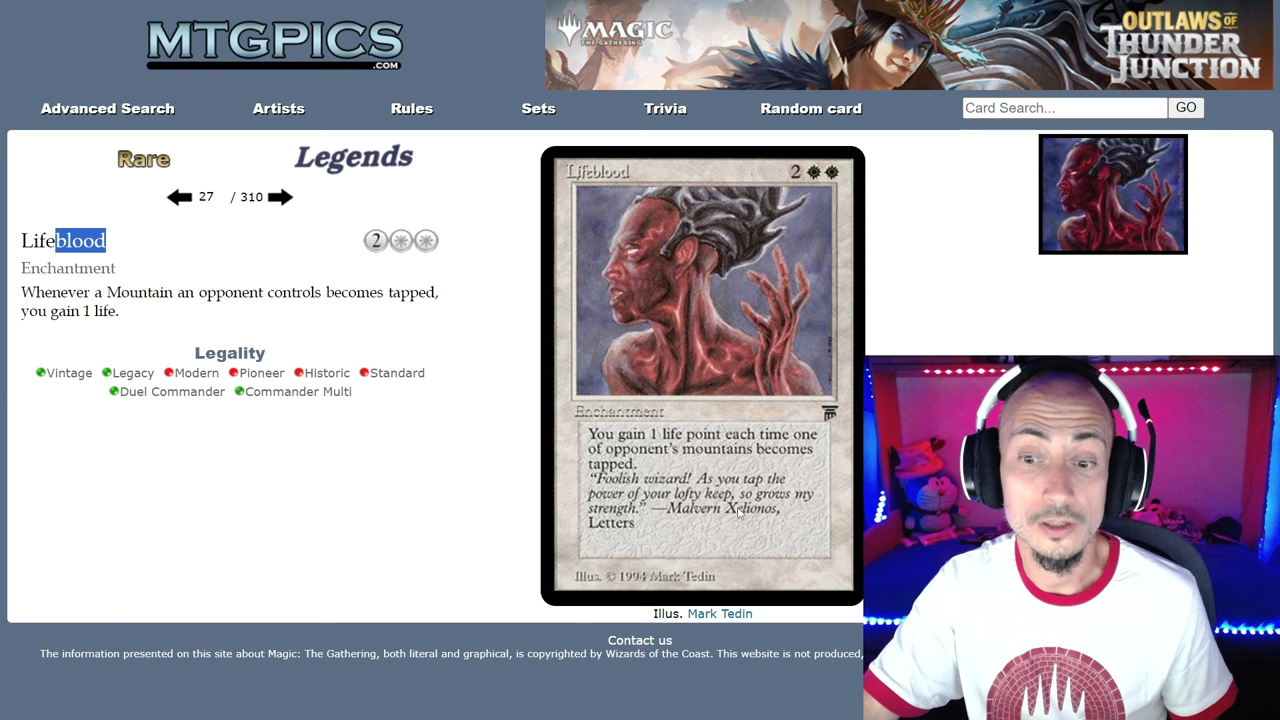 MTGPICS
.COM
MAGIC
THE GATHERING
OUTLAWS OF
THUNDER
JUNCTION
Advanced Search Artists Rules Sets Trivia Random card Card Search... GO
Rare Legends
27 / 310
Lifeblood 2
Enchantment
Whenever a Mountain an opponent controls becomes tapped,
you gain 1 life.
Legality
Vintage Legacy Modern Pioneer Historic Standard
Duel Commander Commander Multi
Lifeblood 2
Enchantment
You gain 1 life point each time one
of opponent's mountains becomes
tapped.
"Foolish wizard! As you tap the
power of your lofty keep, so grows my
strength." —Malvern Xelionos,
Letters
Illus. © 1994 Mark Tedin
Illus. Mark Tedin
Contact us
The information presented on this site about Magic: The Gathering, both literal and graphical, is copyrighted by Wizards of the Coast. This website is not produced,